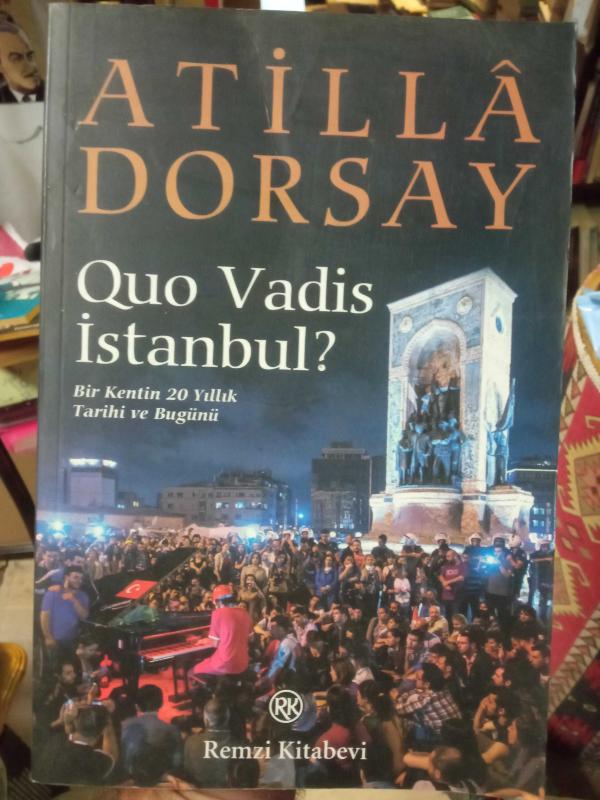 ATİLLÂ
DORSAY
Quo Vadis
İstanbul?
Bir Kentin 20 Yıllık
Tarihi ve Bugünü
RK
Remzi Kitabevi